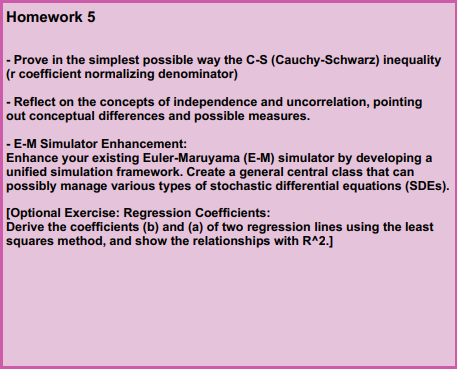 Homework 5
- Prove in the simplest possible way the C-S (Cauchy-Schwarz) inequality
(r coefficient normalizing denominator)
- Reflect on the concepts of independence and uncorrelation, pointing
out conceptual differences and possible measures.
- E-M Simulator Enhancement:
Enhance your existing Euler-Maruyama (E-M) simulator by developing a
unified simulation framework. Create a general central class that can
possibly manage various types of stochastic differential equations (SDEs).
[Optional Exercise: Regression Coefficients:
Derive the coefficients (b) and (a) of two regression lines using the least
squares method, and show the relationships with R^2.]